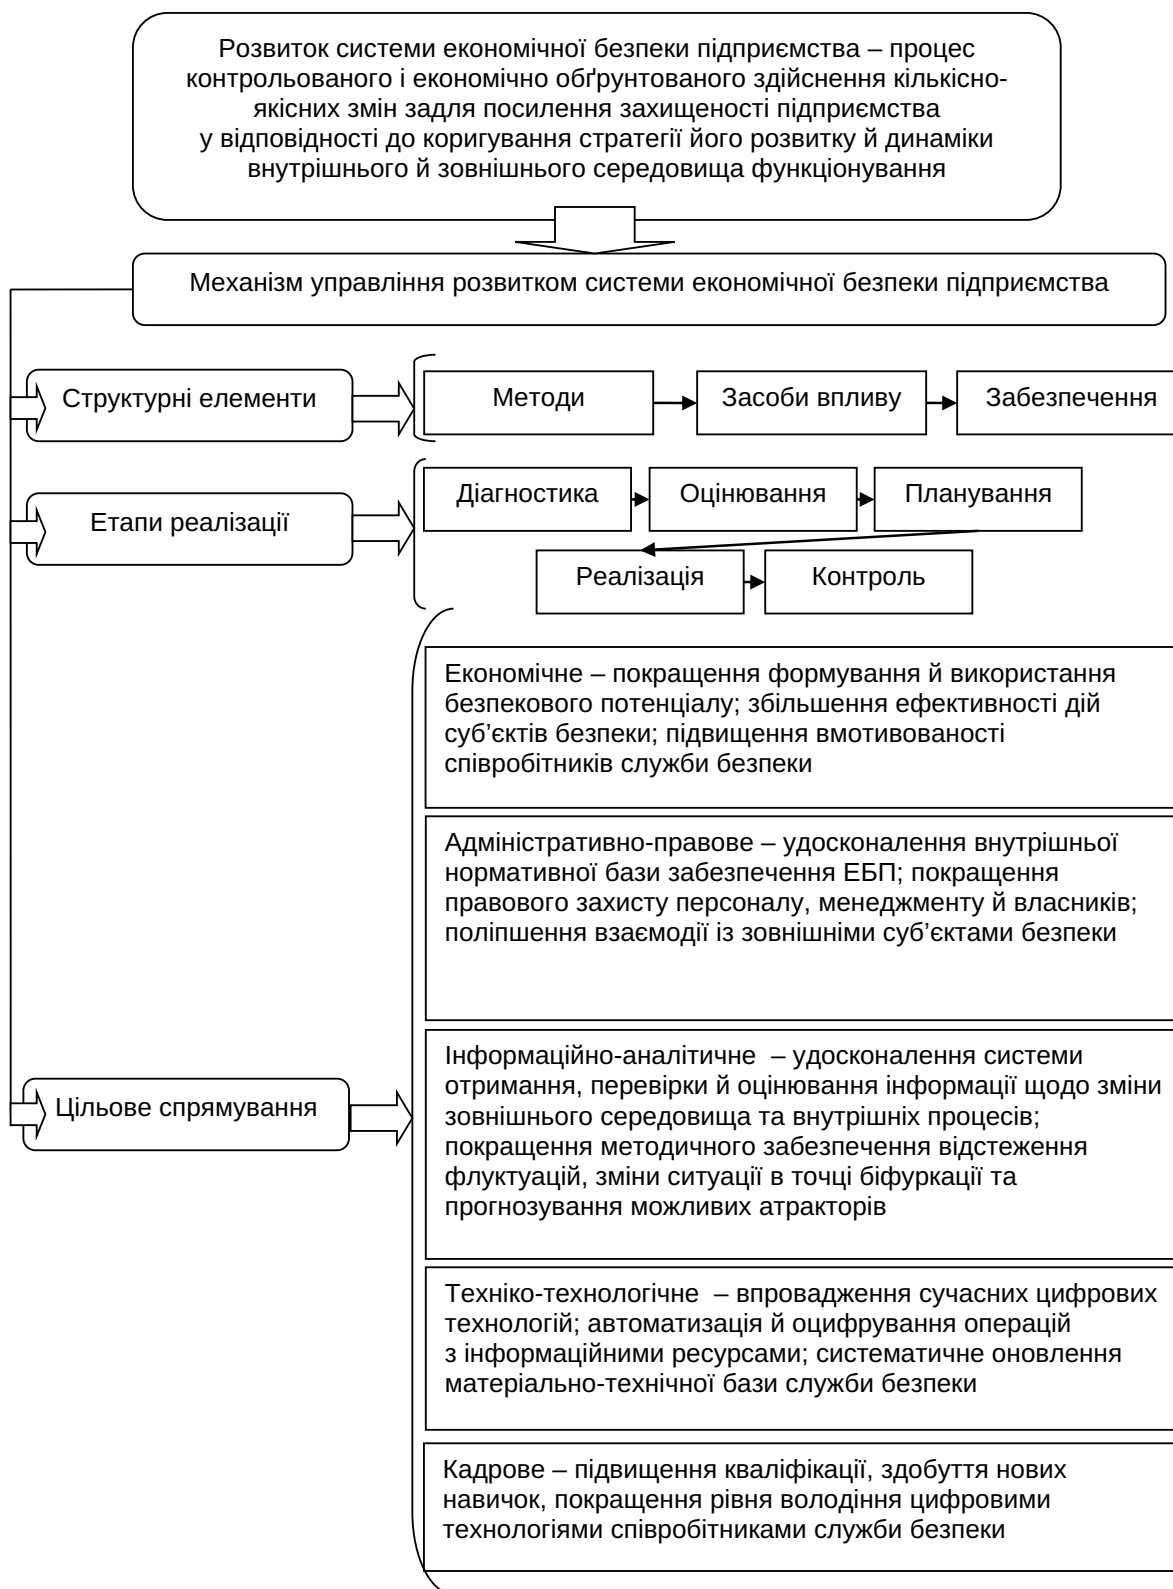 Розвиток системи економічної безпеки підприємства – процес
контрольованого і економічно обґрунтованого здійснення кількісно-
якісних змін задля посилення захищеності підприємства
у відповідності до коригування стратегії його розвитку й динаміки
внутрішнього й зовнішнього середовища функціонування
Механізм управління розвитком системи економічної безпеки підприємства
Структурні елементи
Методи
Засоби впливу
Забезпечення
Етапи реалізації
Діагностика
Оцінювання
Планування
Реалізація
Контроль
Цільове спрямування
Економічне – покращення формування й використання
безпекового потенціалу; збільшення ефективності дій
суб’єктів безпеки; підвищення вмотивованості
співробітників служби безпеки
Адміністративно-правове – удосконалення внутрішньої
нормативної бази забезпечення ЕБП; покращення
правового захисту персоналу, менеджменту й власників;
поліпшення взаємодії із зовнішніми суб’єктами безпеки
Інформаційно-аналітичне – удосконалення системи
отримання, перевірки й оцінювання інформації щодо зміни
зовнішнього середовища та внутрішніх процесів;
покращення методичного забезпечення відстеження
флуктуацій, зміни ситуації в точці біфуркації та
прогнозування можливих атракторів
Техніко-технологічне – впровадження сучасних цифрових
технологій; автоматизація й оцифрування операцій
з інформаційними ресурсами; систематичне оновлення
матеріально-технічної бази служби безпеки
Кадрове – підвищення кваліфікації, здобуття нових
навичок, покращення рівня володіння цифровими
технологіями співробітниками служби безпеки